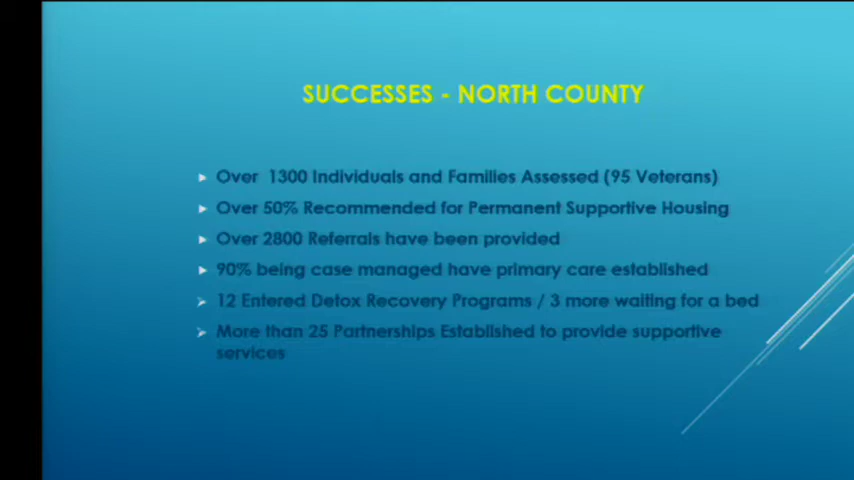 SUCCESSES - NORTH COUNTY
Over 1300 Individuals and Families Assessed (95 Veterans)
Over 50% Recommended for Permanent Supportive Housing
Over 2800 Referrals have been provided
90% being case managed have primary care established
12 Entered Detox Recovery Programs / 3 more waiting for a bed
More than 25 Partnerships Established to provide supportive
services